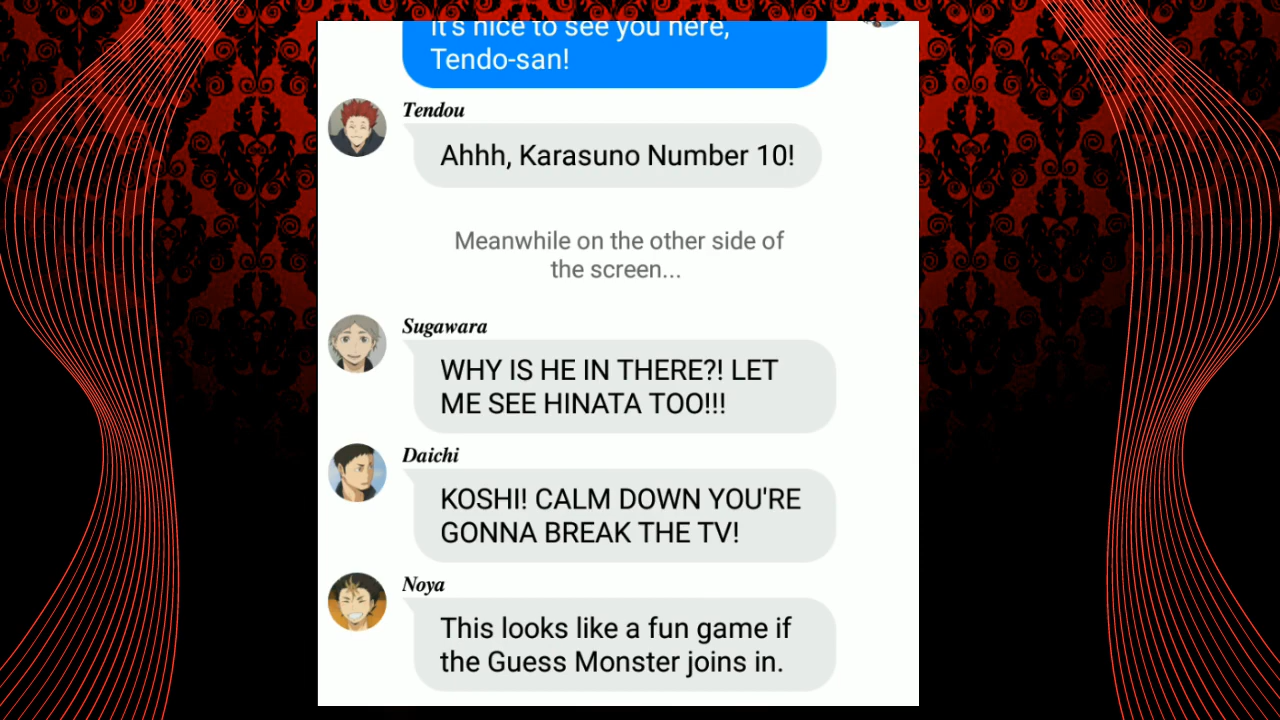 It's nice to see you here,
Tendo-san!
Tendou
Ahhh, Karasuno Number 10!
Meanwhile on the other side of
the screen...
Sugawara
WHY IS HE IN THERE?! LET
ME SEE HINATA TOO!!!
Daichi
KOSHI! CALM DOWN YOU'RE
GONNA BREAK THE TV!
Noya
This looks like a fun game if
the Guess Monster joins in.